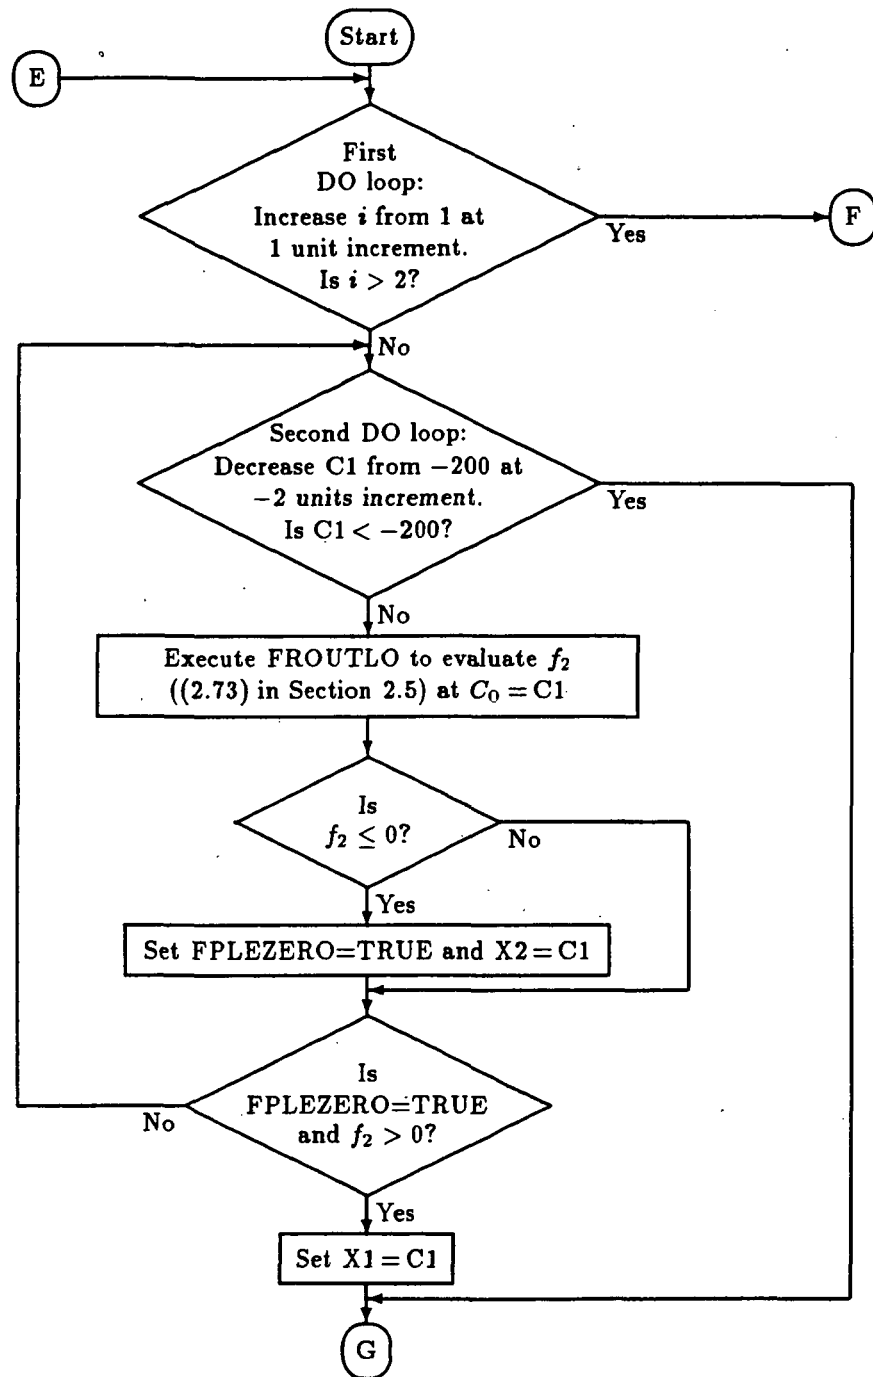 Start
E
First
DO loop:
Increase i from 1 at
1 unit increment.
Is i > 2?
Yes
F
No
Second DO loop:
Decrease C1 from −200 at
−2 units increment.
Is C1 < −200?
Yes
No
Execute FROUTLO to evaluate f₂
((2.73) in Section 2.5) at C₀ = C1
Is
f₂ ≤ 0?
No
Yes
Set FPLEZERO=TRUE and X2 = C1
Is
FPLEZERO=TRUE
and f₂ > 0?
No
Yes
Set X1 = C1
G